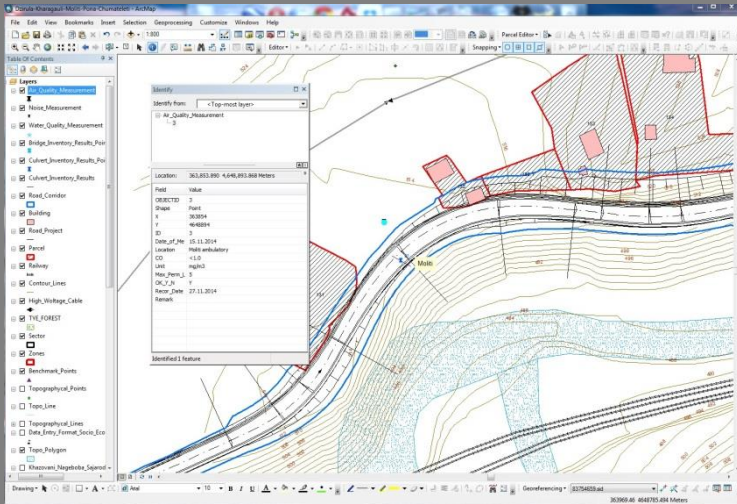 Dzirula-Kharagauli-Moliti-Pona-Chumateleti - ArcMap
File Edit View Bookmarks Insert Selection Geoprocessing Customize Windows Help
1:800
Parcel Editor
Editor
Snapping
Table Of Contents
Layers
Air_Quality_Measurement
Noise_Measurement
Water_Quality_Measurement
Bridge_Inventory_Results_Poin
Culvert_Inventory_Results_Poi
Culvert_Inventory_Results
Road_Corridor
Building
Road_Project
Parcel
Railway
Contour_Lines
High_Woltage_Cable
TYE_FOREST
Sector
Zones
Benchmark_Points
Topographycal_Points
Topo_Line
Topographycal_Lines
Data_Entry_Format_Socio_Eco
Topo_Polygon
Khazovani_Nageboba_Sajarod
Identify
Identify from: <Top-most layer>
Air_Quality_Measurement
3
Location: 363,853.890 4,648,893.868 Meters
Field Value
OBJECTID 3
Shape Point
X 363854
Y 4648894
ID 3
Date_of_Me 15.11.2014
Location Moliti ambulatory
CO <1.0
Unit mg/m3
Max_Perm_L 5
OK_Y_N Y
Recor_Date 27.11.2014
Remark
Identified 1 feature
Moliti
Drawing
Arial
10
B I U A
Georeferencing
363969.46 4648785.494 Meters